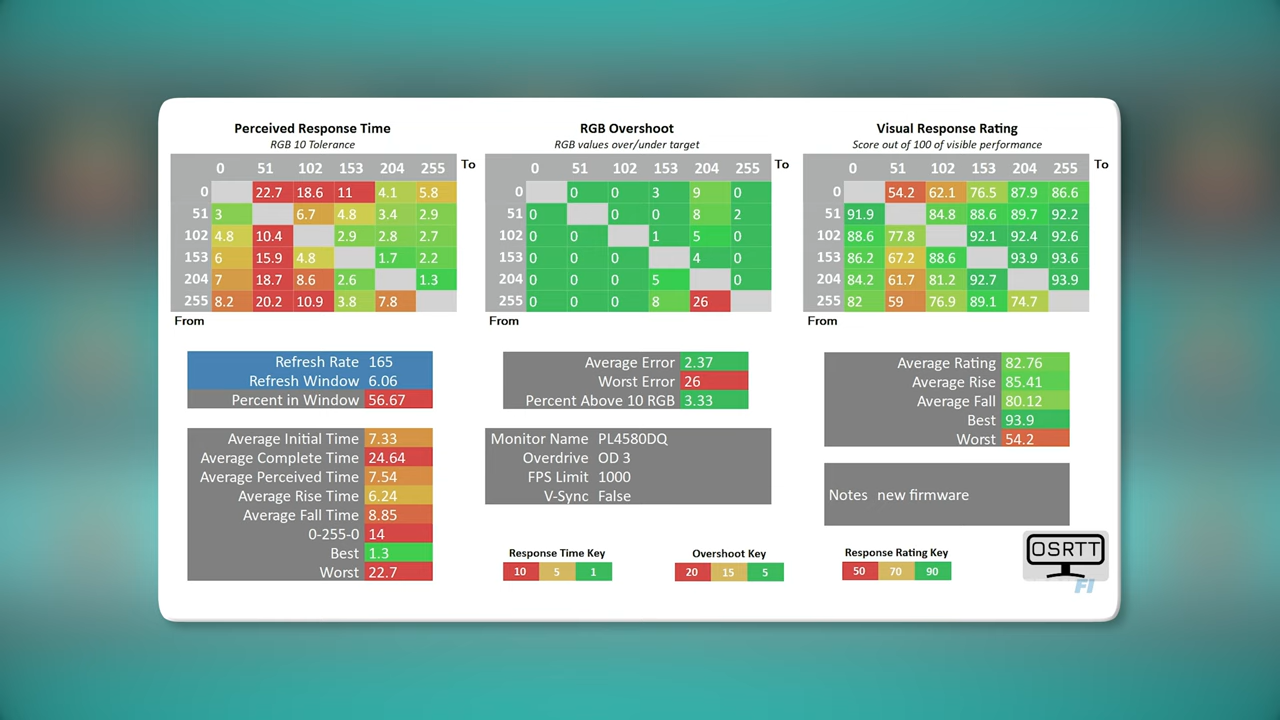 Perceived Response Time
RGB 10 Tolerance
0 51 102 153 204 255 To
0 22.7 18.6 11 4.1 5.8
51 3 6.7 4.8 3.4 2.9
102 4.8 10.4 2.9 2.8 2.7
153 6 15.9 4.8 1.7 2.2
204 7 18.7 8.6 2.6 1.3
255 8.2 20.2 10.9 3.8 7.8
From
RGB Overshoot
RGB values over/under target
0 51 102 153 204 255 To
0 0 0 3 9 0
51 0 0 0 8 2
102 0 0 1 5 0
153 0 0 0 4 0
204 0 0 0 5 0
255 0 0 0 8 26
From
Visual Response Rating
Score out of 100 of visible performance
0 51 102 153 204 255 To
0 54.2 62.1 76.5 87.9 86.6
51 91.9 84.8 88.6 89.7 92.2
102 88.6 77.8 92.1 92.4 92.6
153 86.2 67.2 88.6 93.9 93.6
204 84.2 61.7 81.2 92.7 93.9
255 82 59 76.9 89.1 74.7
From
Refresh Rate 165
Refresh Window 6.06
Percent in Window 56.67
Average Initial Time 7.33
Average Complete Time 24.64
Average Perceived Time 7.54
Average Rise Time 6.24
Average Fall Time 8.85
0-255-0 14
Best 1.3
Worst 22.7
Average Error 2.37
Worst Error 26
Percent Above 10 RGB 3.33
Monitor Name PL4580DQ
Overdrive OD 3
FPS Limit 1000
V-Sync False
Response Time Key
10 5 1
Overshoot Key
20 15 5
Average Rating 82.76
Average Rise 85.41
Average Fall 80.12
Best 93.9
Worst 54.2
Notes new firmware
Response Rating Key
50 70 90
OSRTT
FI